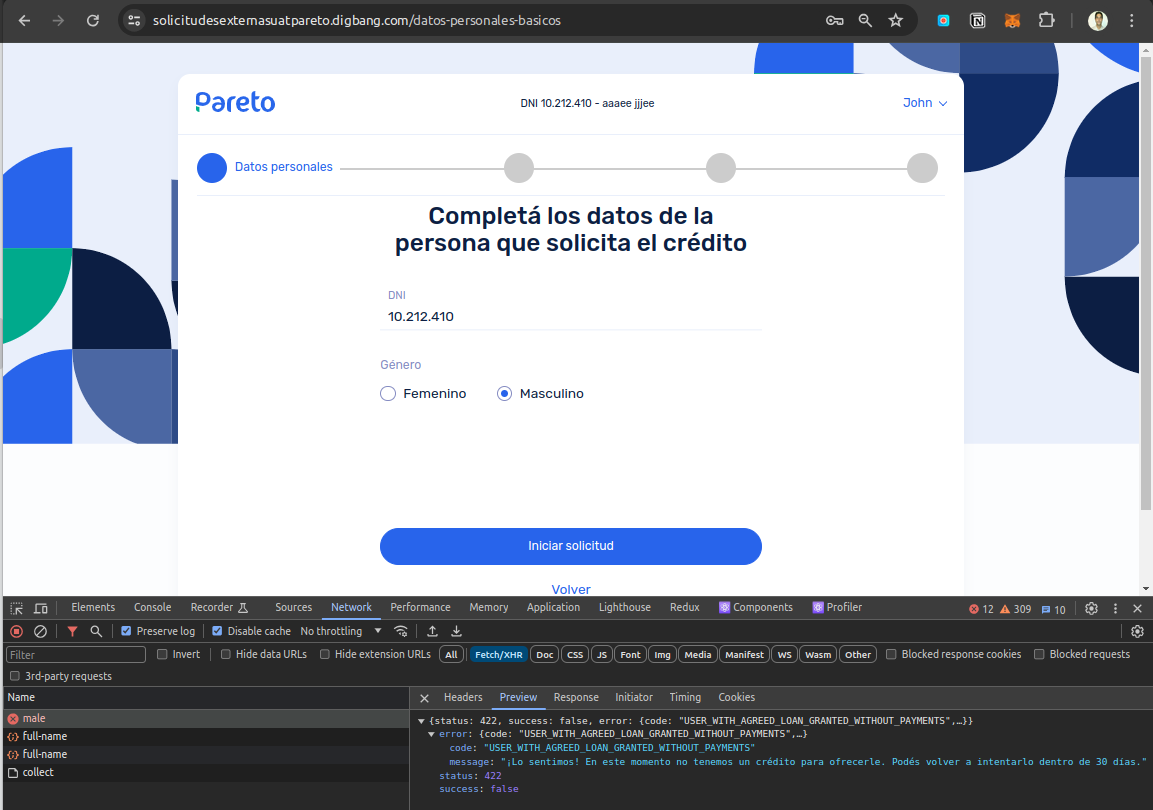 solicitudesexternasuatpareto.digbang.com/datos-personales-basicos
Pareto
DNI 10.212.410 - aaaee jjjee
John
Datos personales
Completá los datos de la
persona que solicita el crédito
DNI
10.212.410
Género
Femenino Masculino
Iniciar solicitud
Volver
Elements Console Recorder Sources Network Performance Memory Application Lighthouse Redux Components Profiler 12 309 10
Preserve log Disable cache No throttling
Filter Invert Hide data URLs Hide extension URLs All Fetch/XHR Doc CSS JS Font Img Media Manifest WS Wasm Other Blocked response cookies Blocked requests
3rd-party requests
Name
male
full-name
full-name
collect
Headers Preview Response Initiator Timing Cookies
{status: 422, success: false, error: {code: "USER_WITH_AGREED_LOAN_GRANTED_WITHOUT_PAYMENTS",…}}
error: {code: "USER_WITH_AGREED_LOAN_GRANTED_WITHOUT_PAYMENTS",…}
code: "USER_WITH_AGREED_LOAN_GRANTED_WITHOUT_PAYMENTS"
message: "¡Lo sentimos! En este momento no tenemos un crédito para ofrecerle. Podés volver a intentarlo dentro de 30 días."
status: 422
success: false